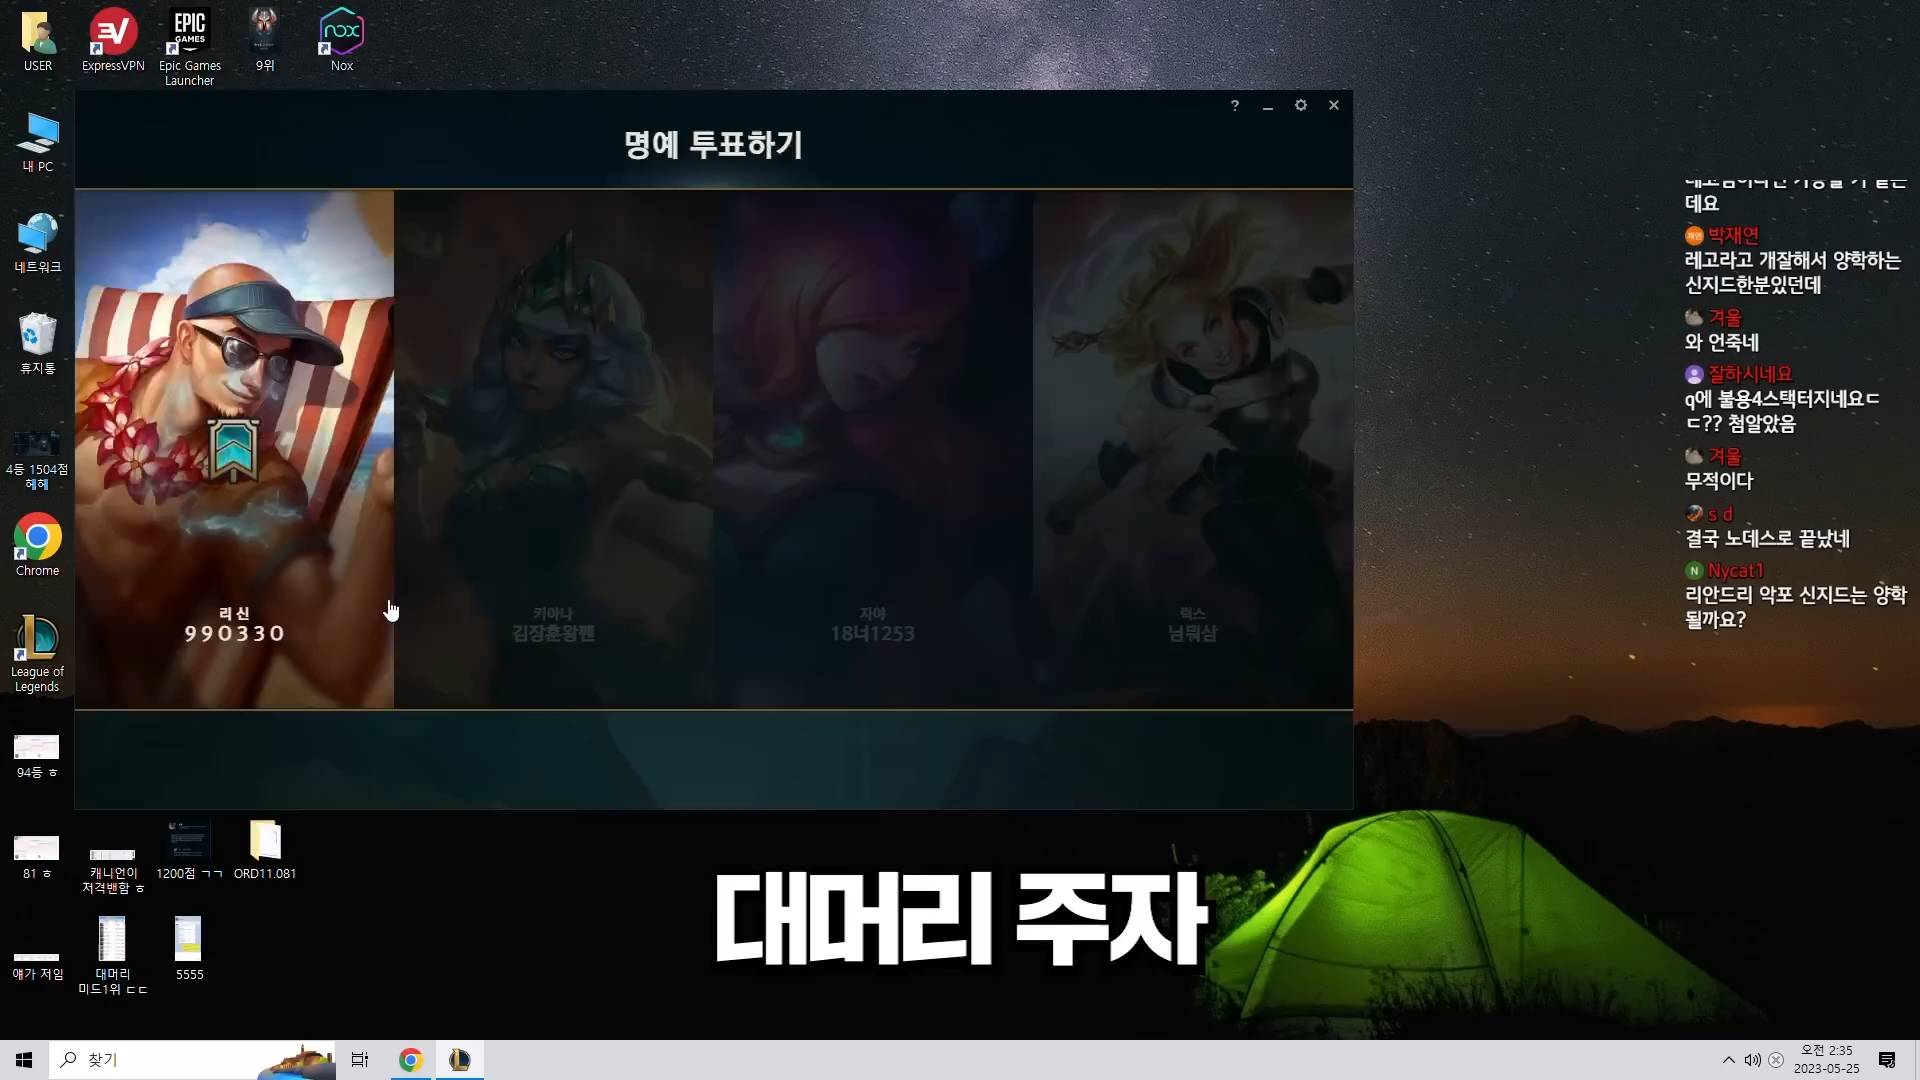 USER
ExpressVPN
EPIC
GAMES
Epic Games
Launcher
9위
nox
Nox
내 PC
네트워크
휴지통
4등 1504점
헤헤
Chrome
League of
Legends
94등 ㅎ
81 ㅎ
캐니언이
저격밴함 ㅎ
1200점 ㄱㄱ
ORD11.081
얘가 저임
대머리
미드1위 ㄷㄷ
5555
명예 투표하기
리 신
990330
키아나
김장훈왕펜
자야
18너1253
럭스
님뭐삼
데요
박재연
레고라고 개잘해서 양학하는
신지드한분있던데
겨울
와 언죽네
잘하시네요
q에 불용4스택터지네요ㄷ
ㄷ?? 첨알았음
겨울
무적이다
s d
결국 노데스로 끝났네
N Nycat1
리안드리 악포 신지드는 양학
될까요?
대머리 주자
찾기
오전 2:35
2023-05-25